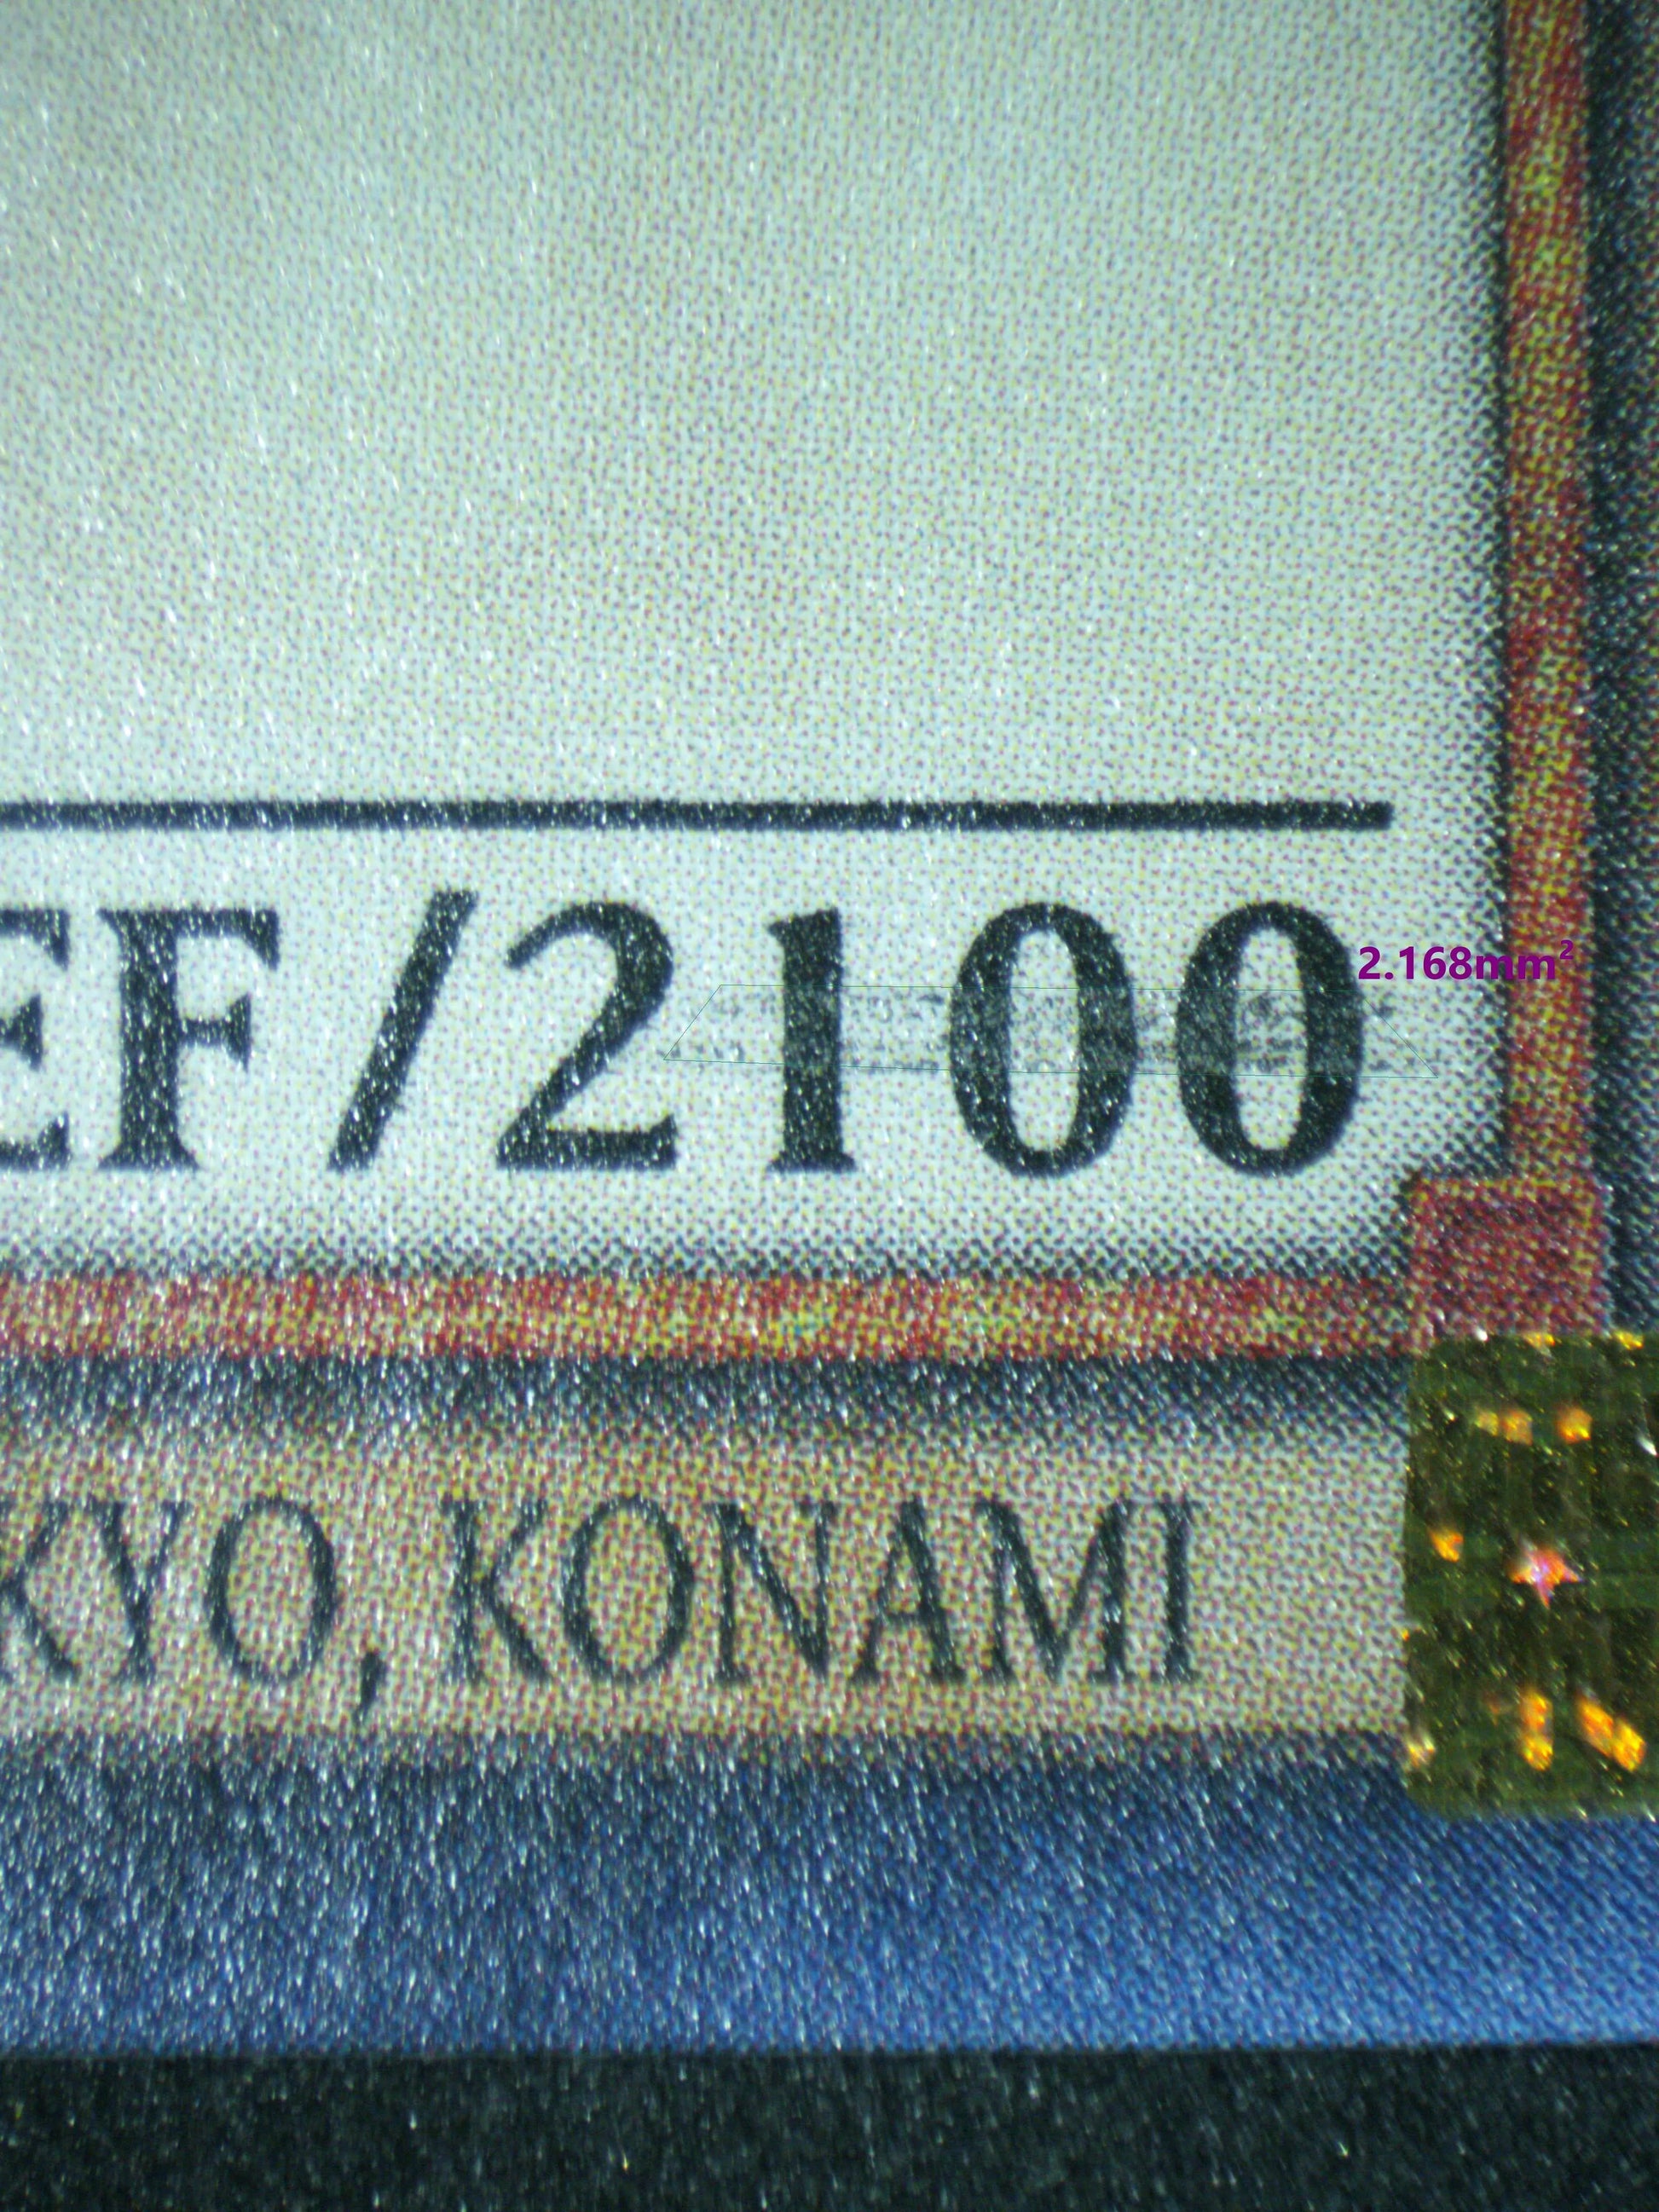 EF/2100
2.168mm²
KYO, KONAMI